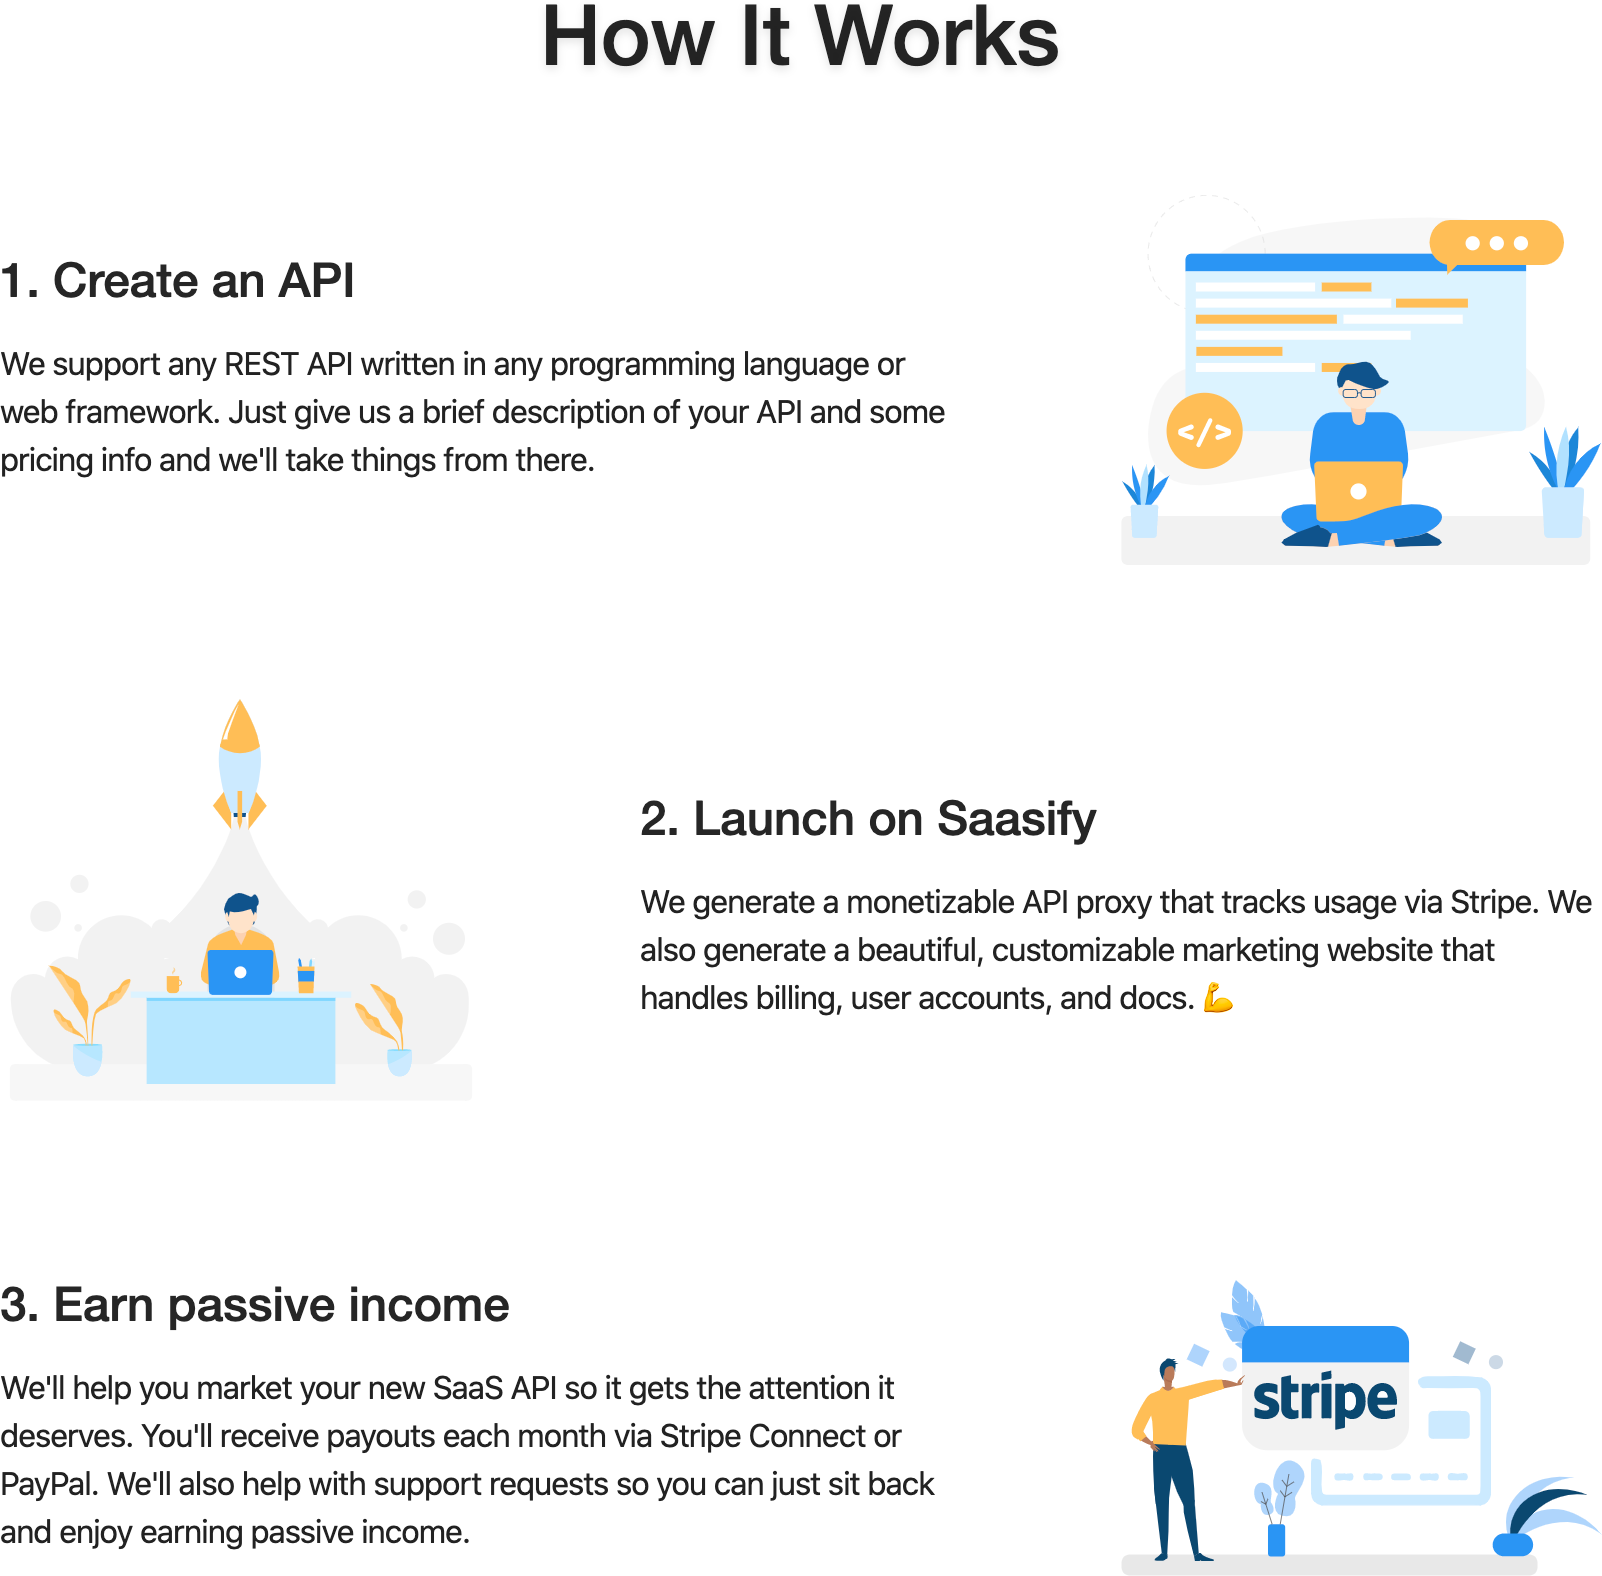 How It Works
1. Create an API
We support any REST API written in any programming language or
web framework. Just give us a brief description of your API and some
pricing info and we'll take things from there.
</>
2. Launch on Saasify
We generate a monetizable API proxy that tracks usage via Stripe. We
also generate a beautiful, customizable marketing website that
handles billing, user accounts, and docs. 💪
3. Earn passive income
We'll help you market your new SaaS API so it gets the attention it
deserves. You'll receive payouts each month via Stripe Connect or
PayPal. We'll also help with support requests so you can just sit back
and enjoy earning passive income.
stripe